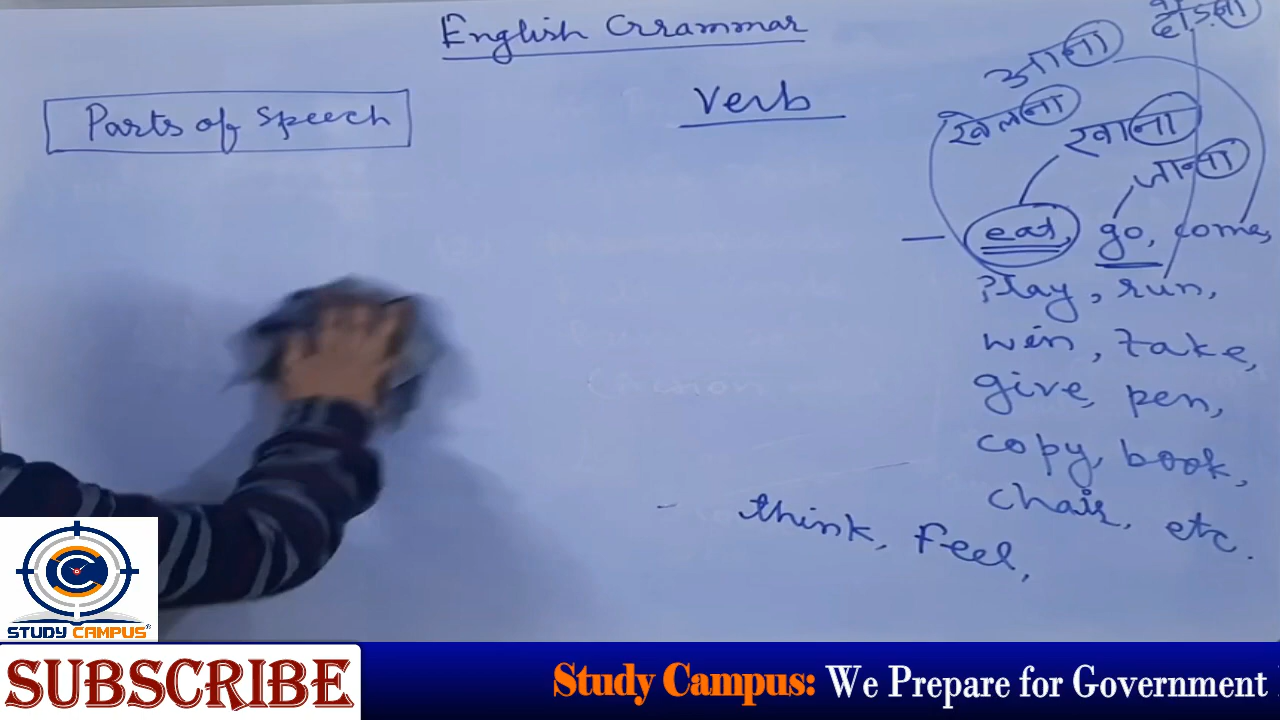 English Grammar
Parts of Speech
Verb
दौड़ना
आना
खेलना
खाना
जाना
eat, go, come,
Play, run,
win, take,
give, pen,
copy, book,
chair, etc.
think, feel,
STUDY CAMPUS
SUBSCRIBE
Study Campus: We Prepare for Government